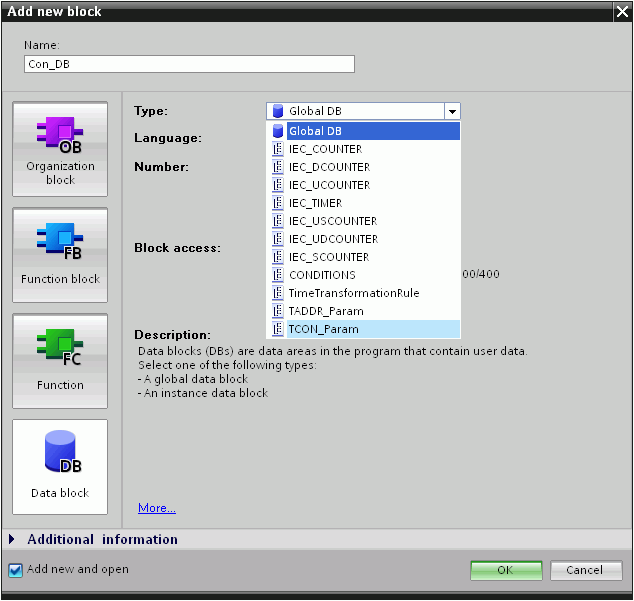 Add new block
Name:
Con_DB
OB
Organization
block
FB
Function block
FC
Function
DB
Data block
Type:
Global DB
Language:
Number:
Block access:
Global DB
IEC_COUNTER
IEC_DCOUNTER
IEC_UCOUNTER
IEC_TIMER
IEC_USCOUNTER
IEC_UDCOUNTER
IEC_SCOUNTER
CONDITIONS
00/400
TimeTransformationRule
TADDR_Param
TCON_Param
Description:
Data blocks (DBs) are data areas in the program that contain user data.
Select one of the following types:
- A global data block
- An instance data block
More...
Additional information
Add new and open
OK
Cancel